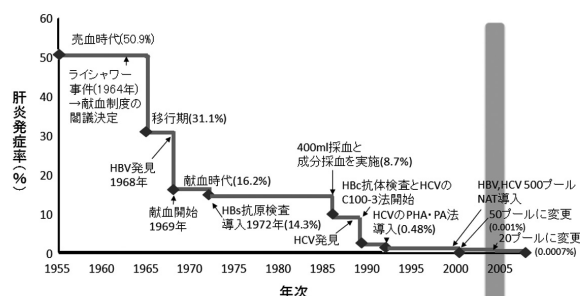 60
50
40
30
20
10
0
肝炎発症率(%)
売血時代(50.9%)
ライシャワー
事件(1964年)
→献血制度の
閣議決定
移行期(31.1%)
HBV発見
1968年
献血時代(16.2%)
献血開始
1969年
HBs抗原検査
導入1972年(14.3%)
400ml採血と
成分採血を実施(8.7%)
HBc抗体検査とHCVの
C100-3法開始
HCV発見
HCVのPHA・PA法
導入(0.48%)
HBV,HCV 500プール
NAT導入
50プールに変更
(0.001%)
20プールに変更
(0.0007%)
1955
1960
1965
1970
1975
1980
1985
1990
1995
2000
2005
年次